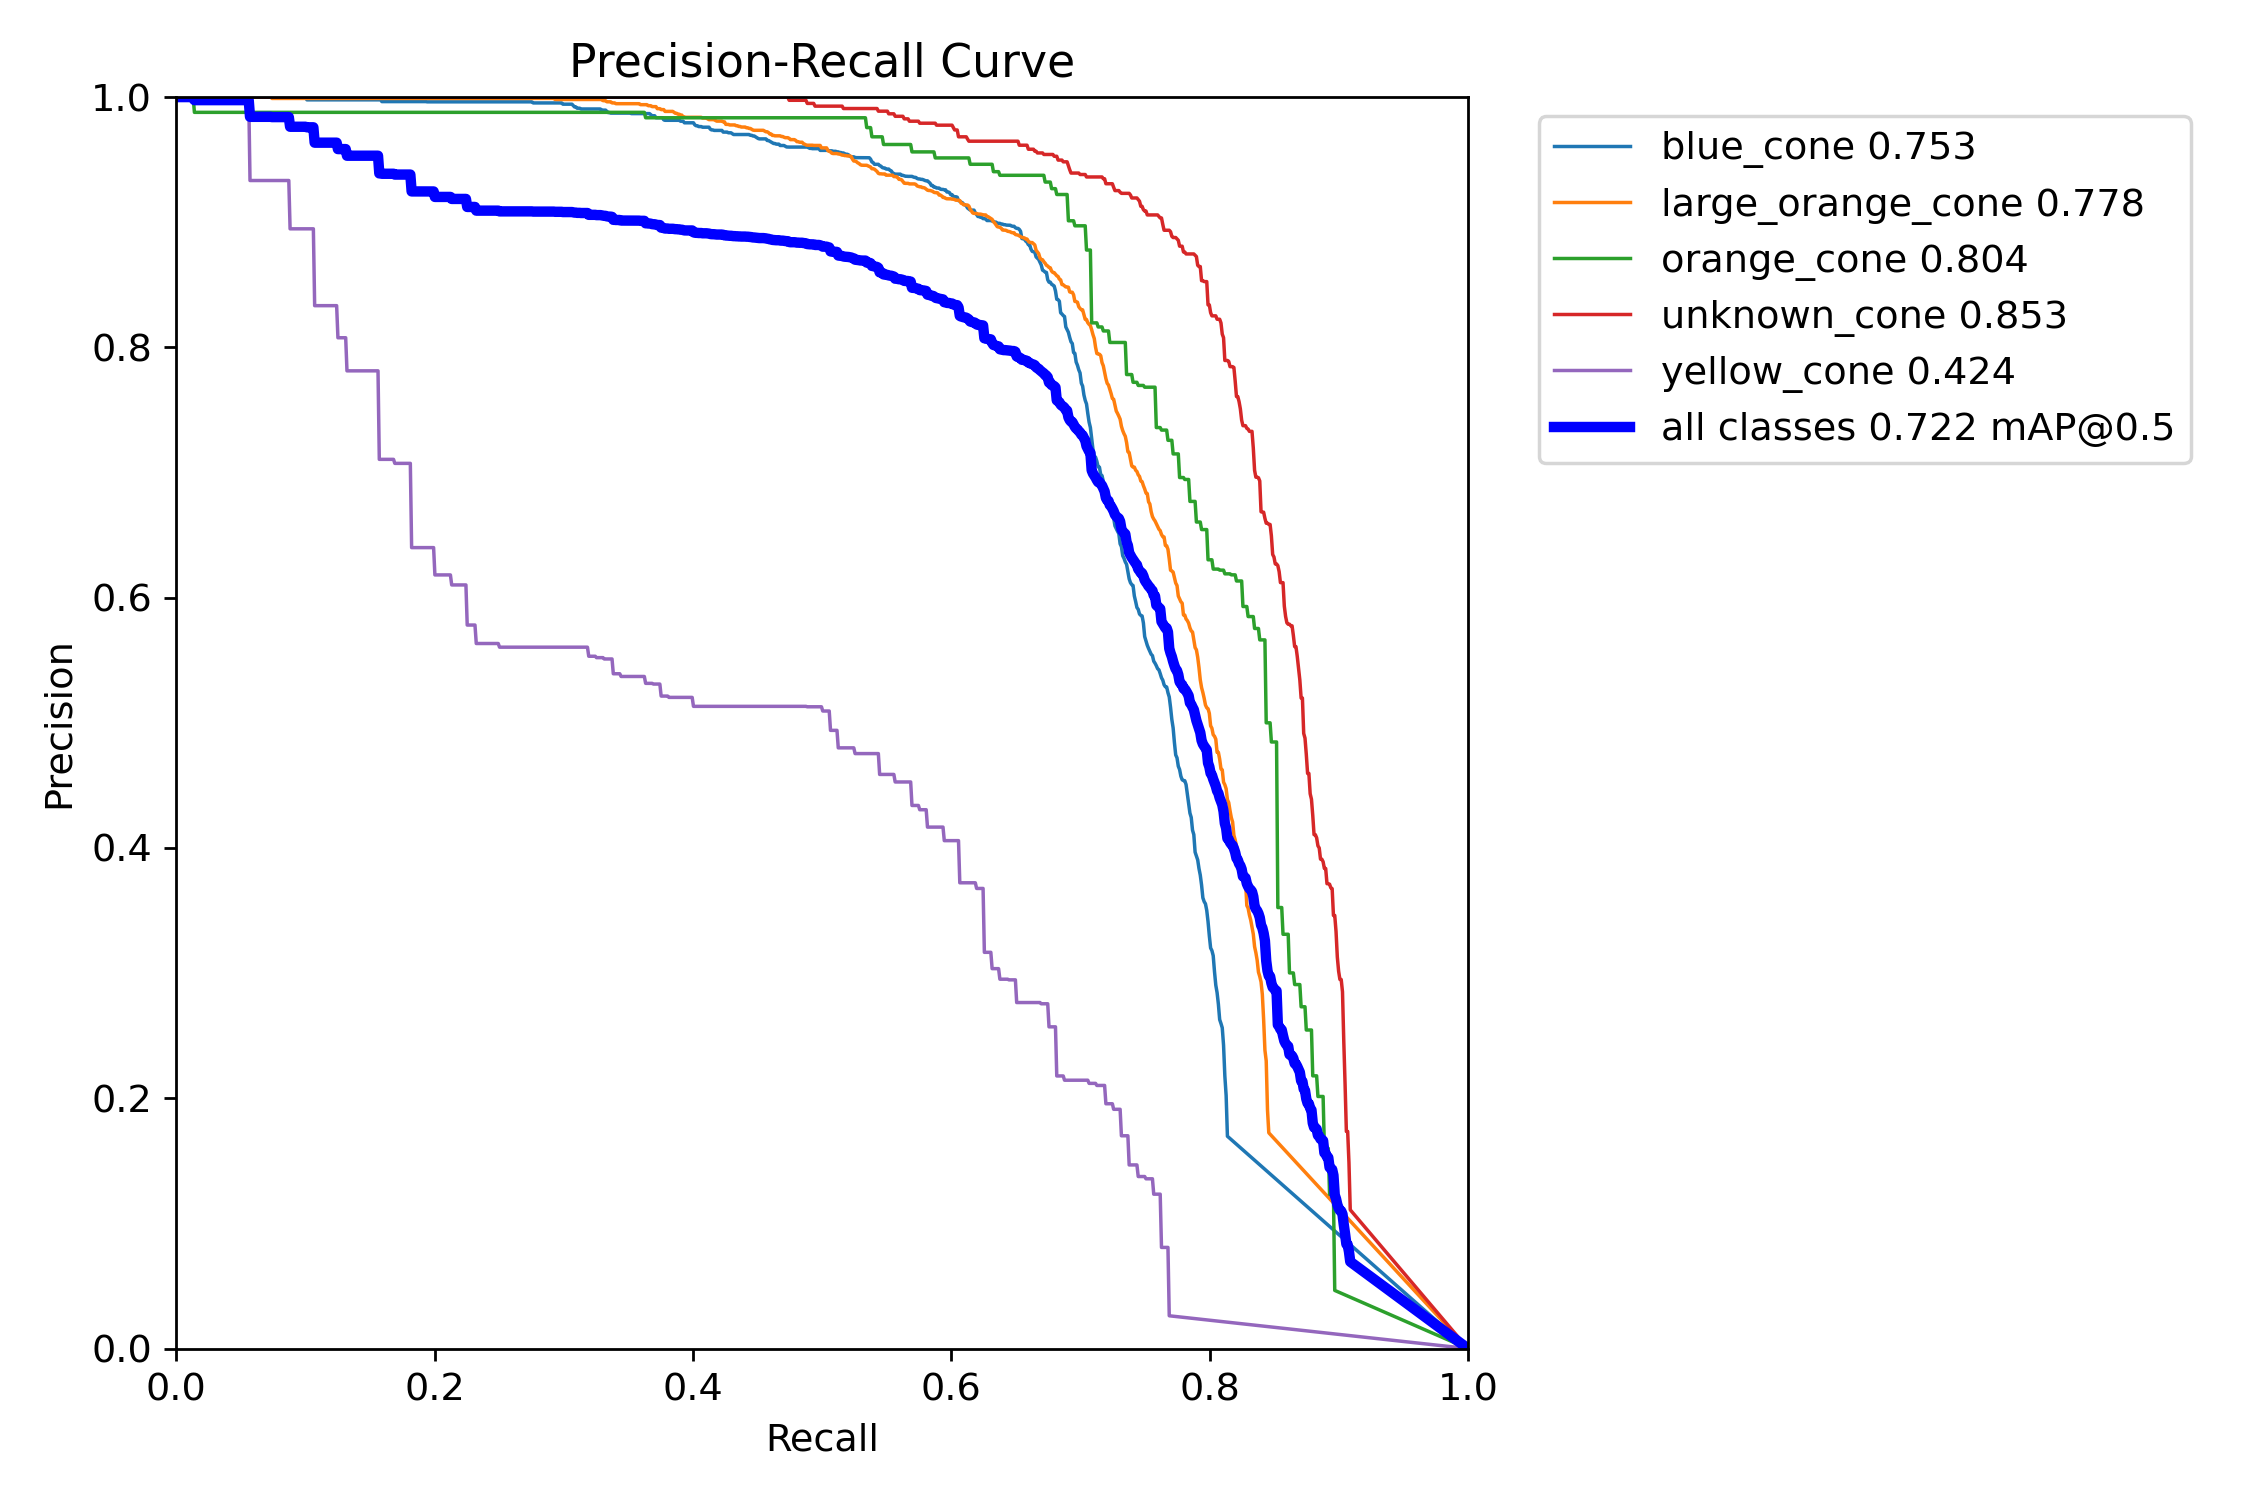 Precision-Recall Curve
1.0
0.8
0.6
0.4
0.2
0.0
Precision
0.0 0.2 0.4 0.6 0.8 1.0
Recall
blue_cone 0.753
large_orange_cone 0.778
orange_cone 0.804
unknown_cone 0.853
yellow_cone 0.424
all classes 0.722 mAP@0.5